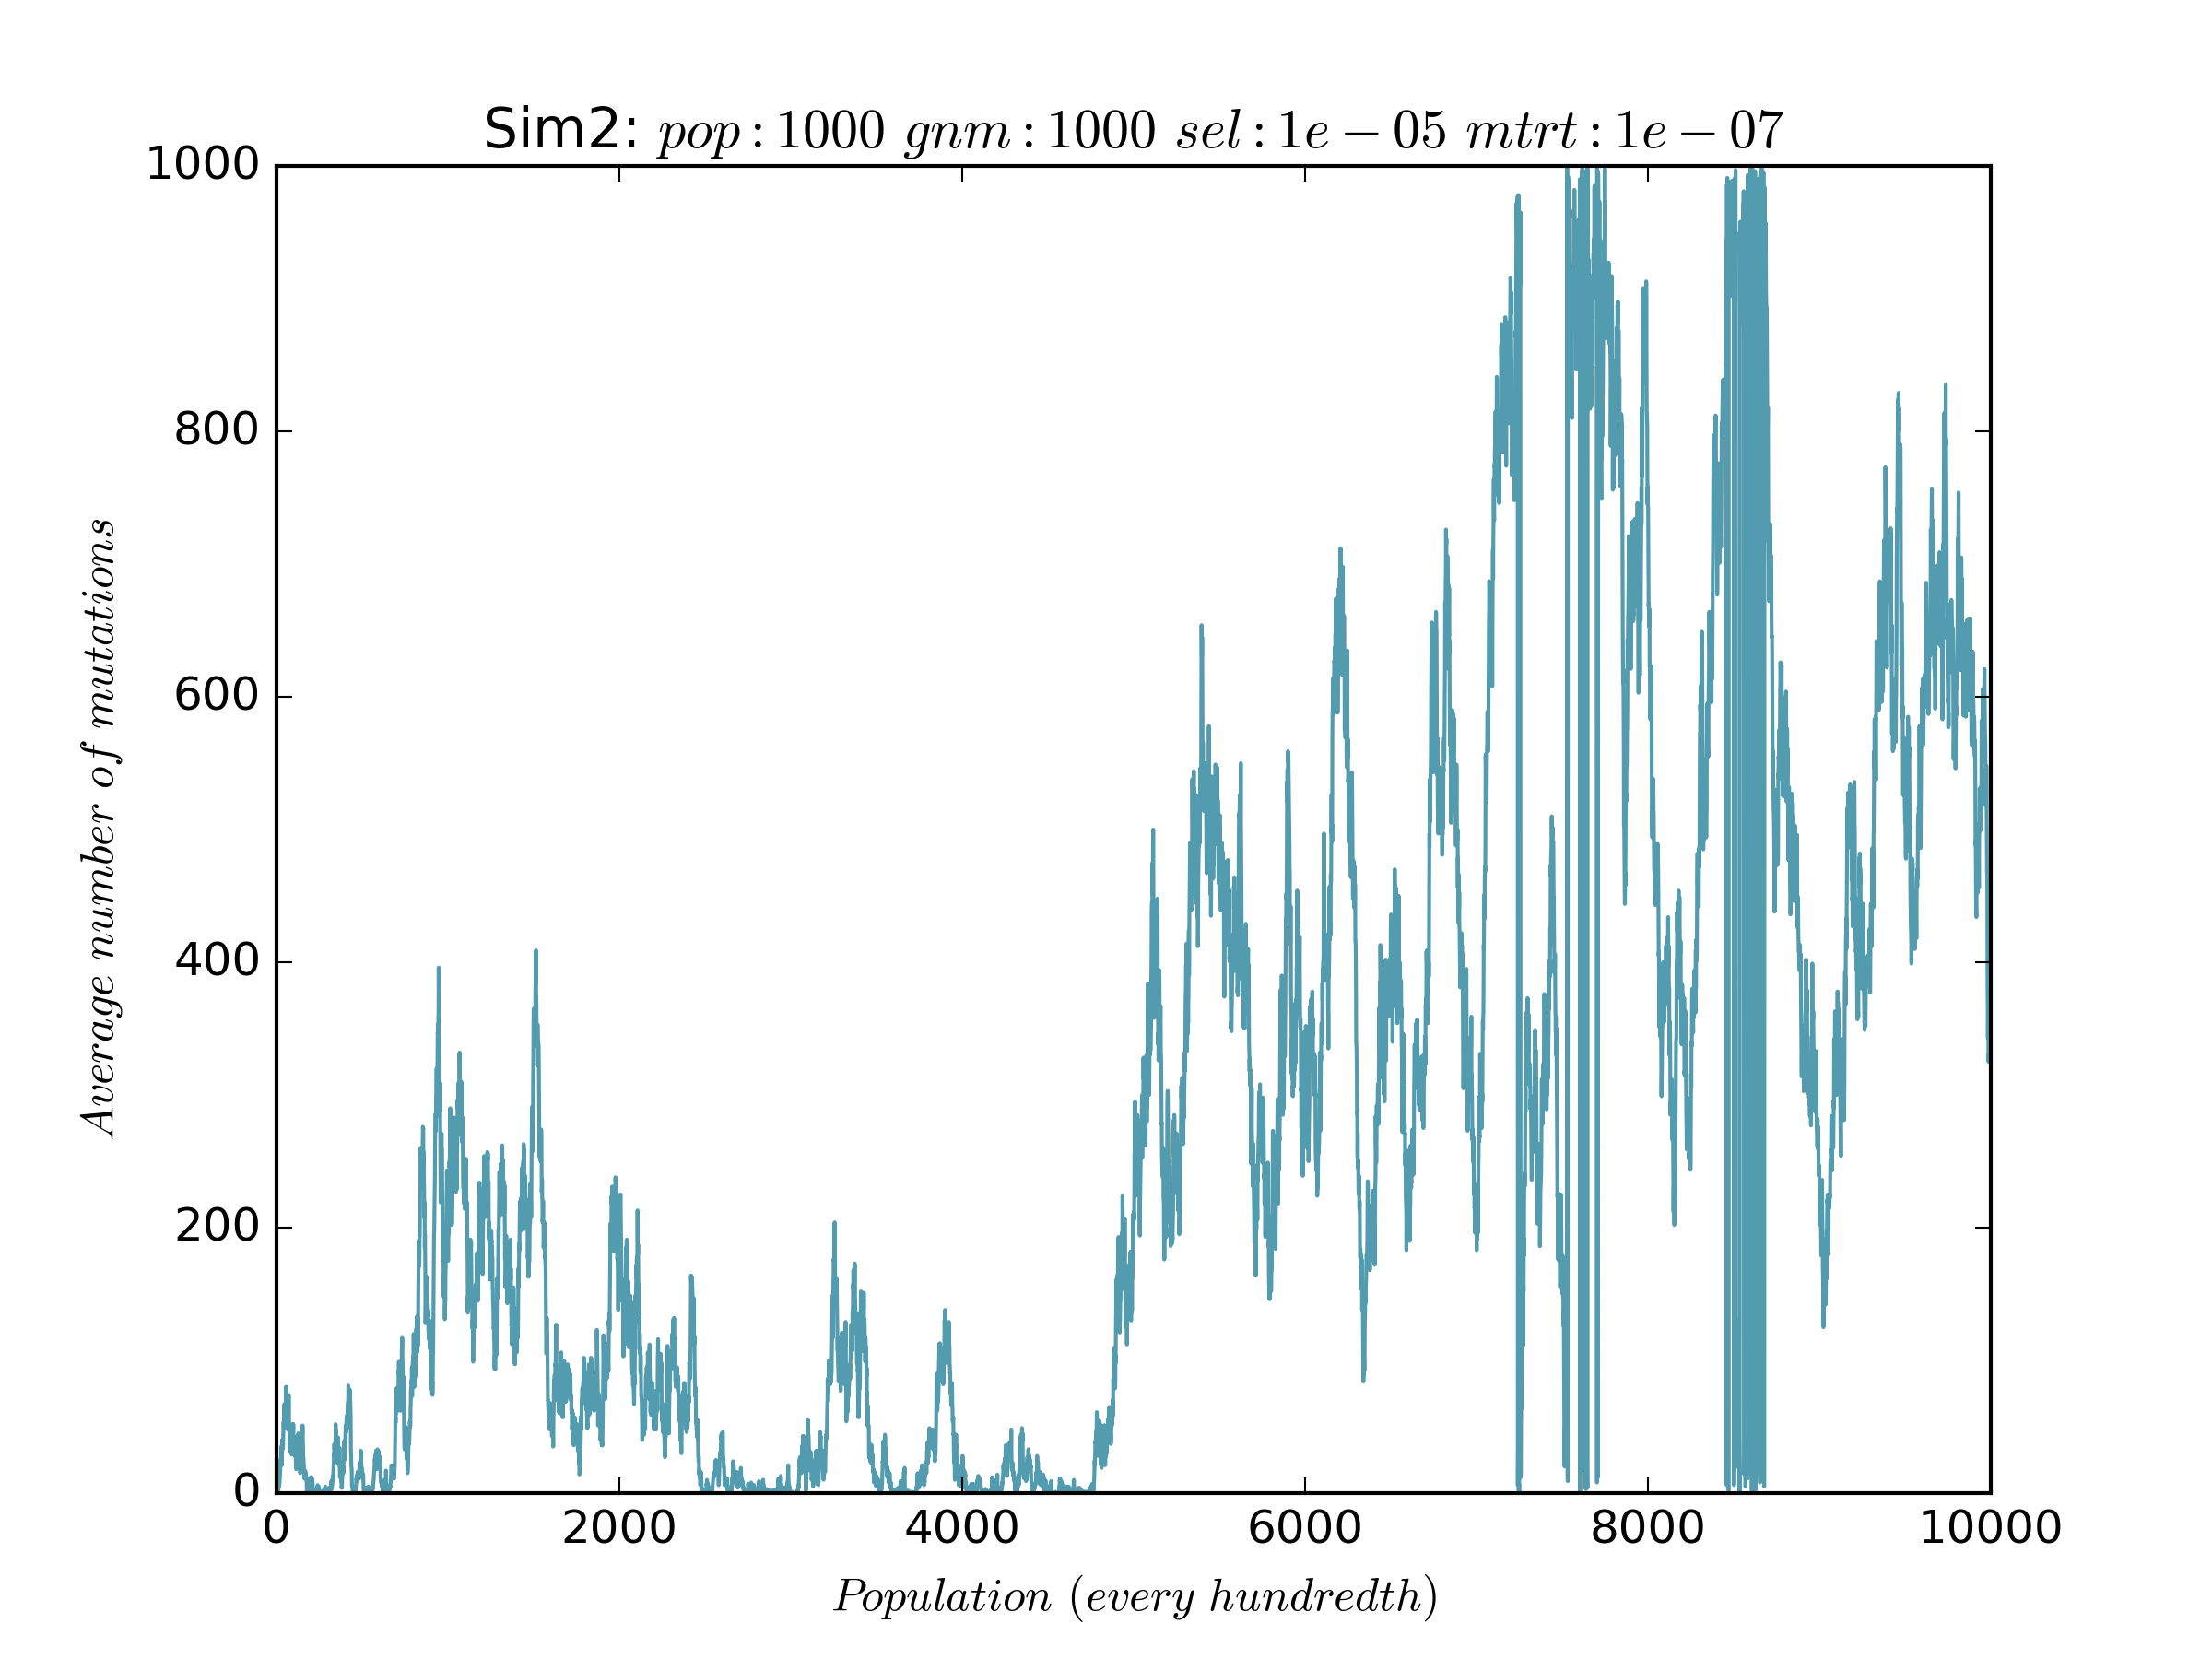 Sim2: pop : 1000 gnm : 1000 sel : 1e − 05 mtrt : 1e − 07
1000
800
600
400
200
0
Average number of mutations
0 2000 4000 6000 8000 10000
Population (every hundredth)